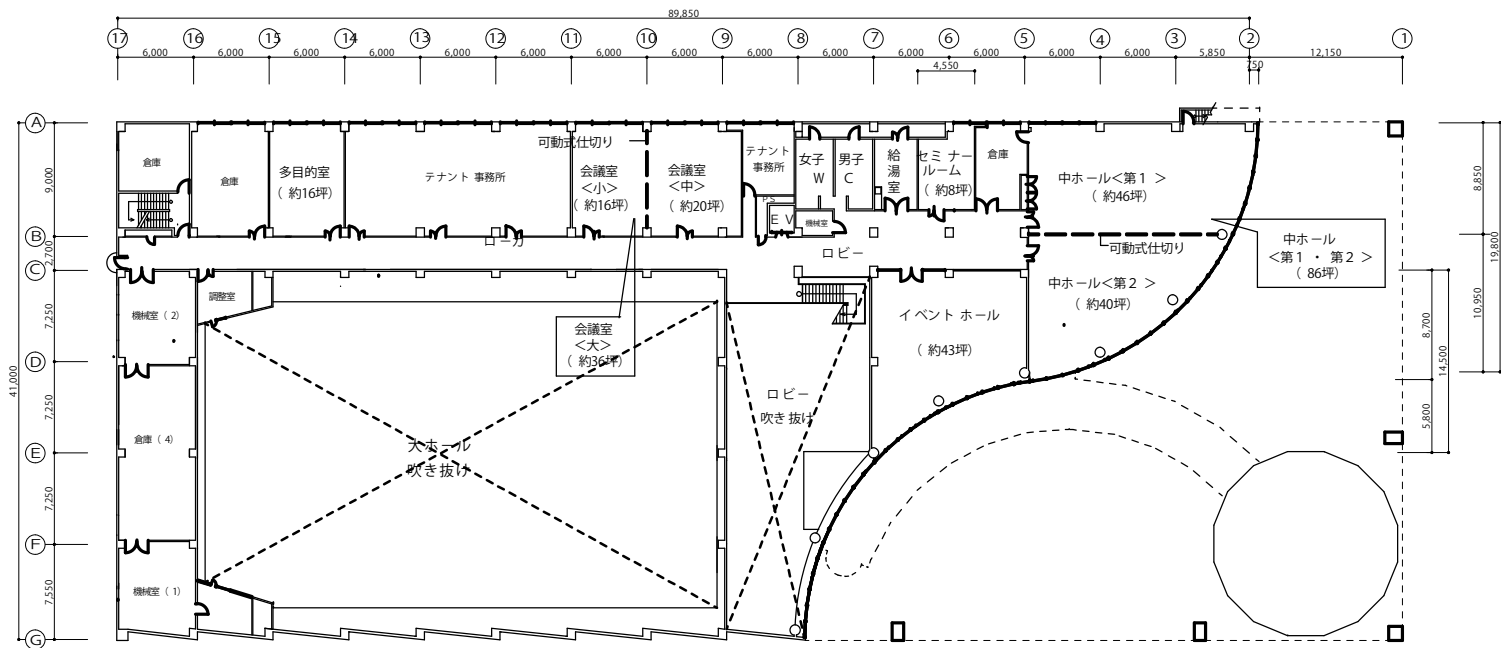 89,850
17 16 15 14 13 12 11 10 9 8 7 6 5 4 3 2 1
6,000 6,000 6,000 6,000 6,000 6,000 6,000 6,000 6,000 6,000 6,000 6,000 6,000 6,000 5,850 12,150
4,550
750
A
B
C
D
E
F
G
41,000
9,000
2,700
7,250
7,250
7,250
7,550
8,850
10,950
19,800
8,700
5,800
14,500
倉庫
倉庫
多目的室
(約16坪)
テナント事務所
可動式仕切り
会議室
<小>
(約16坪)
会議室
<中>
(約20坪)
テナント
事務所
PS
EV
女子
W
男子
C
機械室
給湯室
セミナー
ルーム
(約8坪)
倉庫
中ホール<第1>
(約46坪)
可動式仕切り
中ホール
<第1・第2>
(86坪)
中ホール<第2>
(約40坪)
ローカ
ロビー
調整室
機械室(2)
会議室
<大>
(約36坪)
イベントホール
(約43坪)
ロビー
吹き抜け
倉庫(4)
大ホール
吹き抜け
機械室(1)